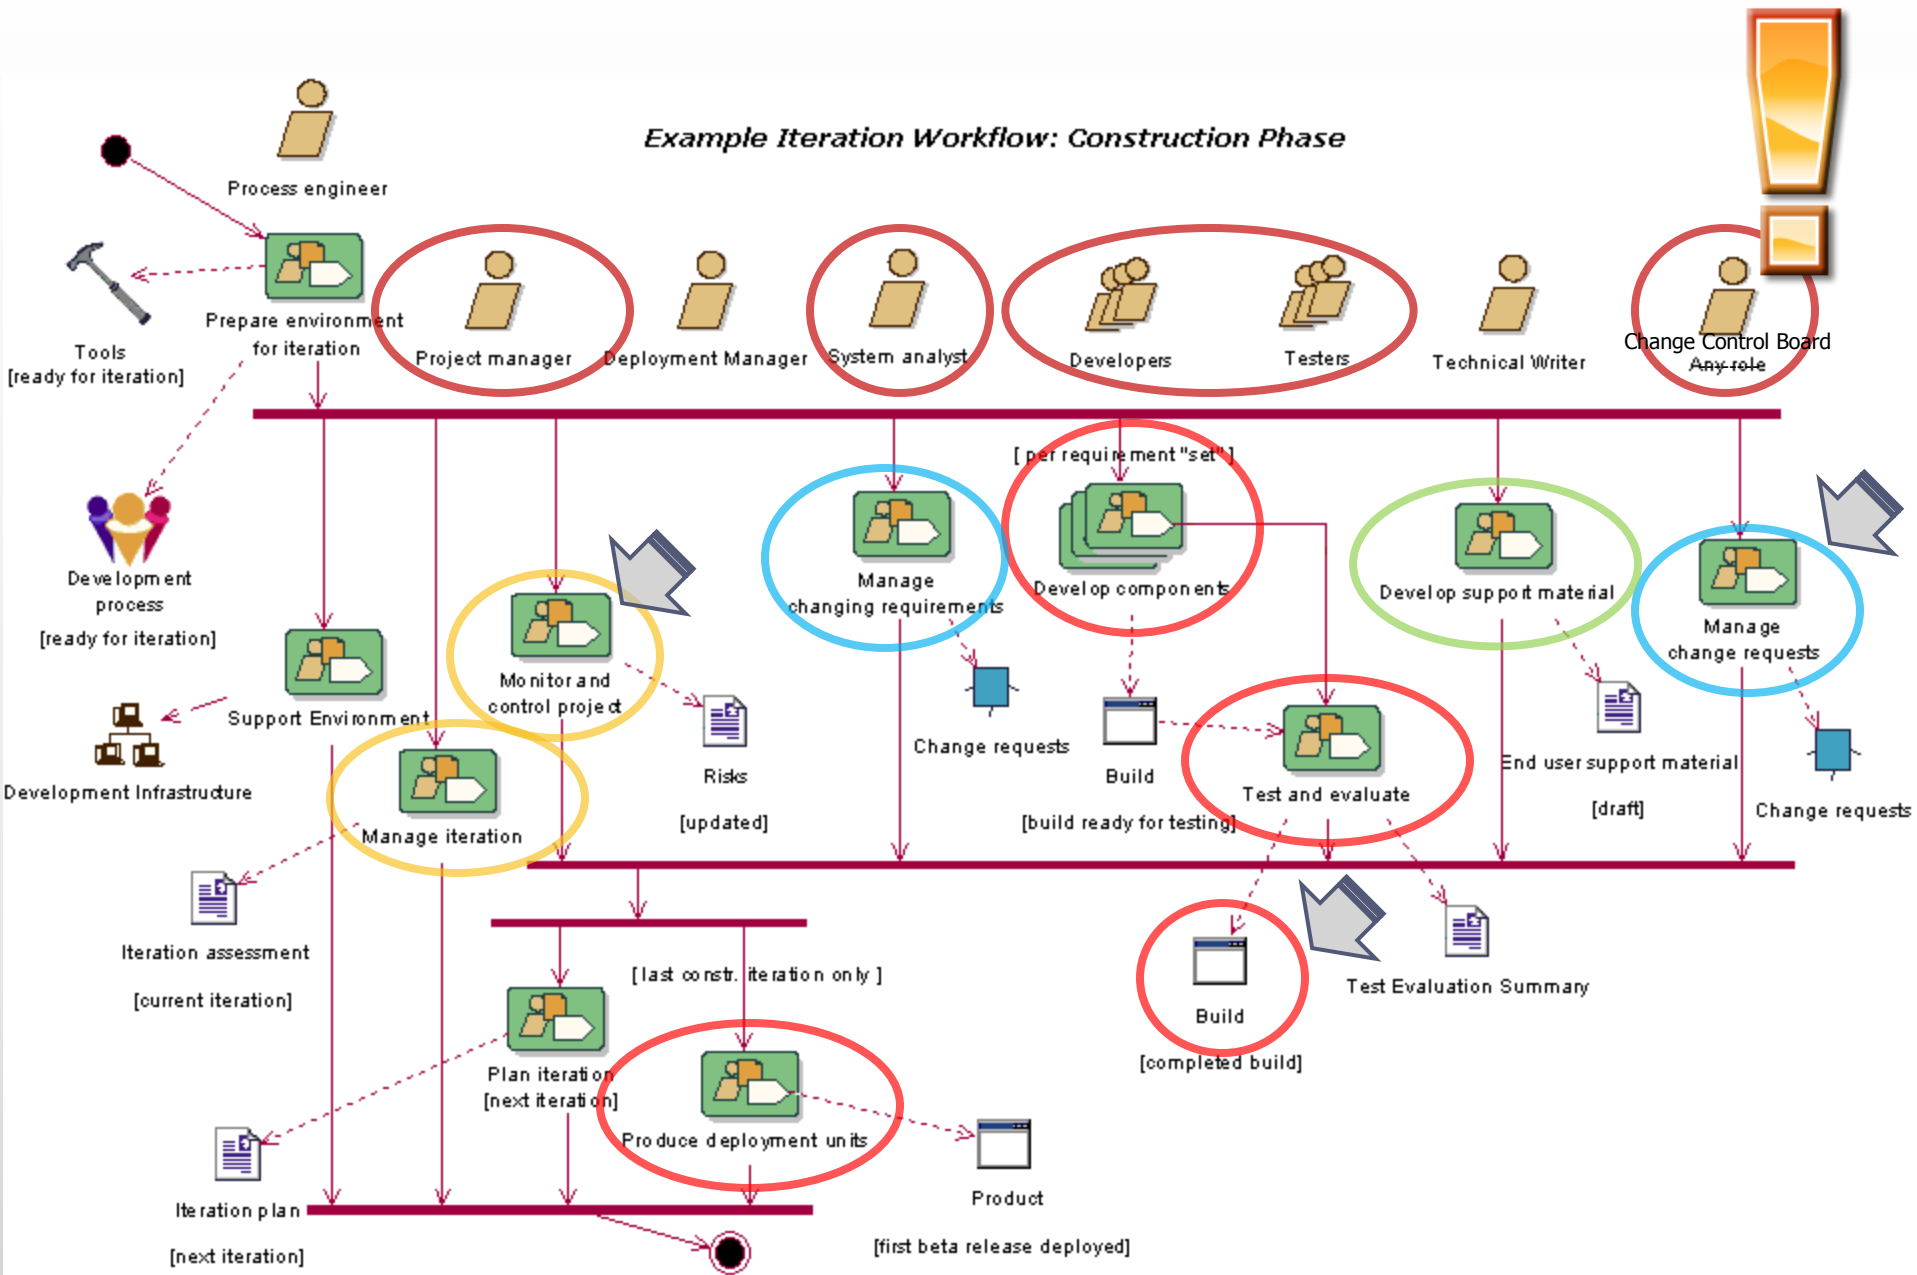 Example Iteration Workflow: Construction Phase
Process engineer
Tools
[ready for iteration]
Prepare environment
for iteration
Project manager
Deployment Manager
System analyst
Developers
Testers
Technical Writer
Change Control Board
Any role
[ per requirement "set" ]
Development
process
[ready for iteration]
Support Environment
Development Infrastructure
Monitor and
control project
Risks
[updated]
Manage iteration
Iteration assessment
[current iteration]
Manage
changing requirements
Change requests
Develop components
Build
[build ready for testing]
Test and evaluate
Develop support material
End user support material
[draft]
Manage
change requests
Change requests
[ last constr. iteration only ]
Build
[completed build]
Test Evaluation Summary
Plan iteration
[next iteration]
Produce deployment units
Iteration plan
[next iteration]
Product
[first beta release deployed]